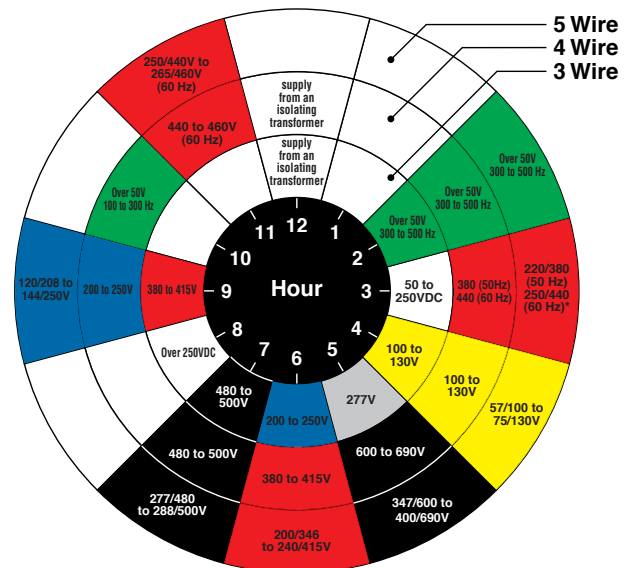 5 Wire
4 Wire
3 Wire
250/440V to
265/460V
(60 Hz)
440 to 460V
(60 Hz)
supply
from an
isolating
transformer
supply
from an
isolating
transformer
Over 50V
300 to 500 Hz
Over 50V
300 to 500 Hz
Over 50V
300 to 500 Hz
Over 50V
100 to 300 Hz
12
1
2
3
4
5
6
7
8
9
10
11
Hour
120/208 to
144/250V
200 to 250V
380 to 415V
50 to
250VDC
380 (50Hz)
440 (60 Hz)
220/380
(50 Hz)
250/440
(60 Hz)*
Over 250VDC
100 to
130V
100 to
130V
57/100 to
75/130V
480 to
500V
480 to 500V
277/480
to 288/500V
200 to 250V
380 to 415V
200/346
to 240/415V
277V
600 to 690V
347/600 to
400/690V